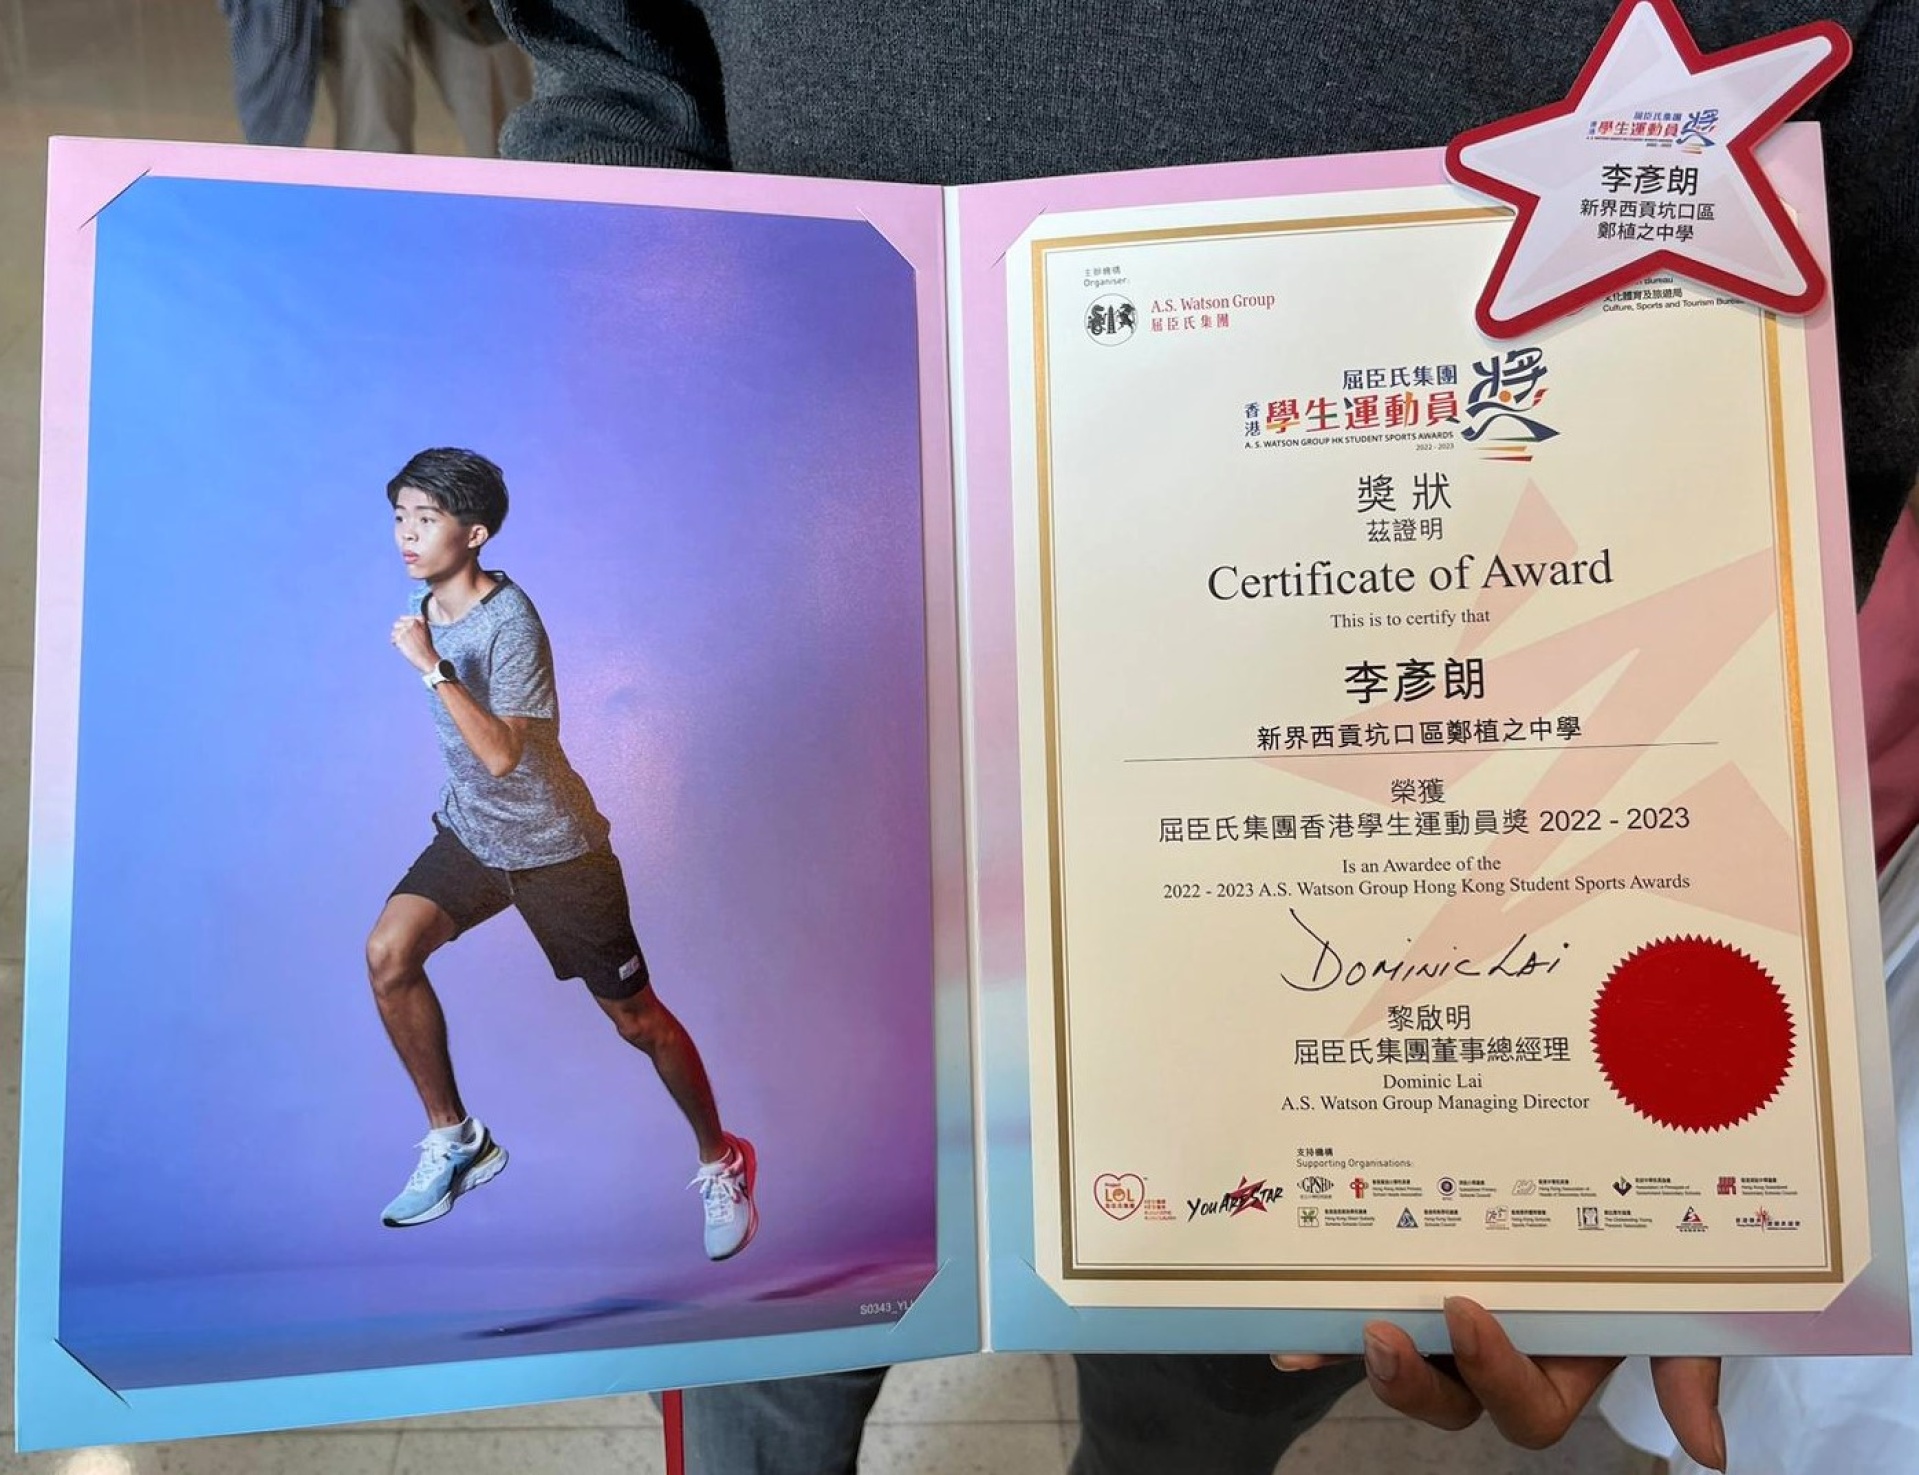 屈臣氏集團
香港
學生運動員獎
李彥朗
新界西貢坑口區
鄭植之中學
主辦機構
Organiser:
A.S. Watson Group
屈臣氏集團
Bureau
文化體育及旅遊局
Culture, Sports and Tourism Bureau
屈臣氏集團
香港
學生運動員獎
A.S. WATSON GROUP HK STUDENT SPORTS AWARDS
2022 - 2023
獎狀
茲證明
Certificate of Award
This is to certify that
李彥朗
新界西貢坑口區鄭植之中學
榮獲
屈臣氏集團香港學生運動員獎 2022 - 2023
Is an Awardee of the
2022 - 2023 A.S. Watson Group Hong Kong Student Sports Awards
Dominic Lai
黎啟明
屈臣氏集團董事總經理
Dominic Lai
A.S. Watson Group Managing Director
支持機構
Supporting Organisations:
Project
LOL
YOU ARE STAR
GPSH
S0343_YL